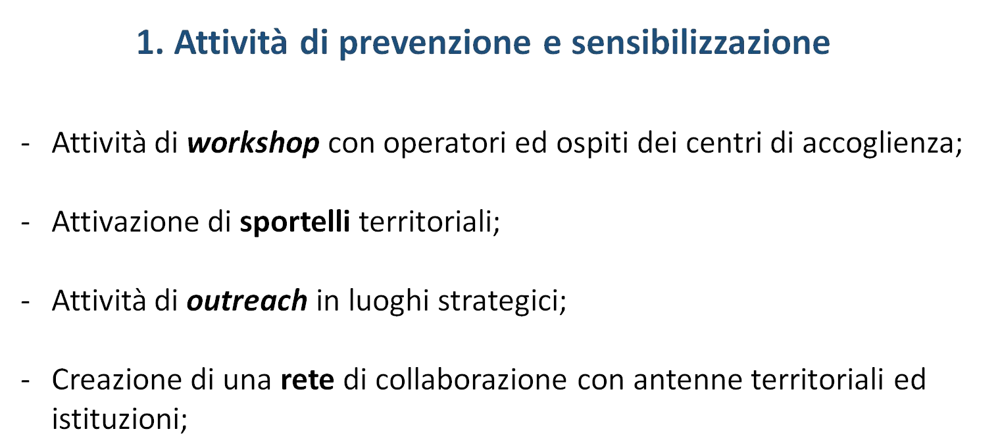 1. Attività di prevenzione e sensibilizzazione
- Attività di workshop con operatori ed ospiti dei centri di accoglienza;
- Attivazione di sportelli territoriali;
- Attività di outreach in luoghi strategici;
- Creazione di una rete di collaborazione con antenne territoriali ed
istituzioni;